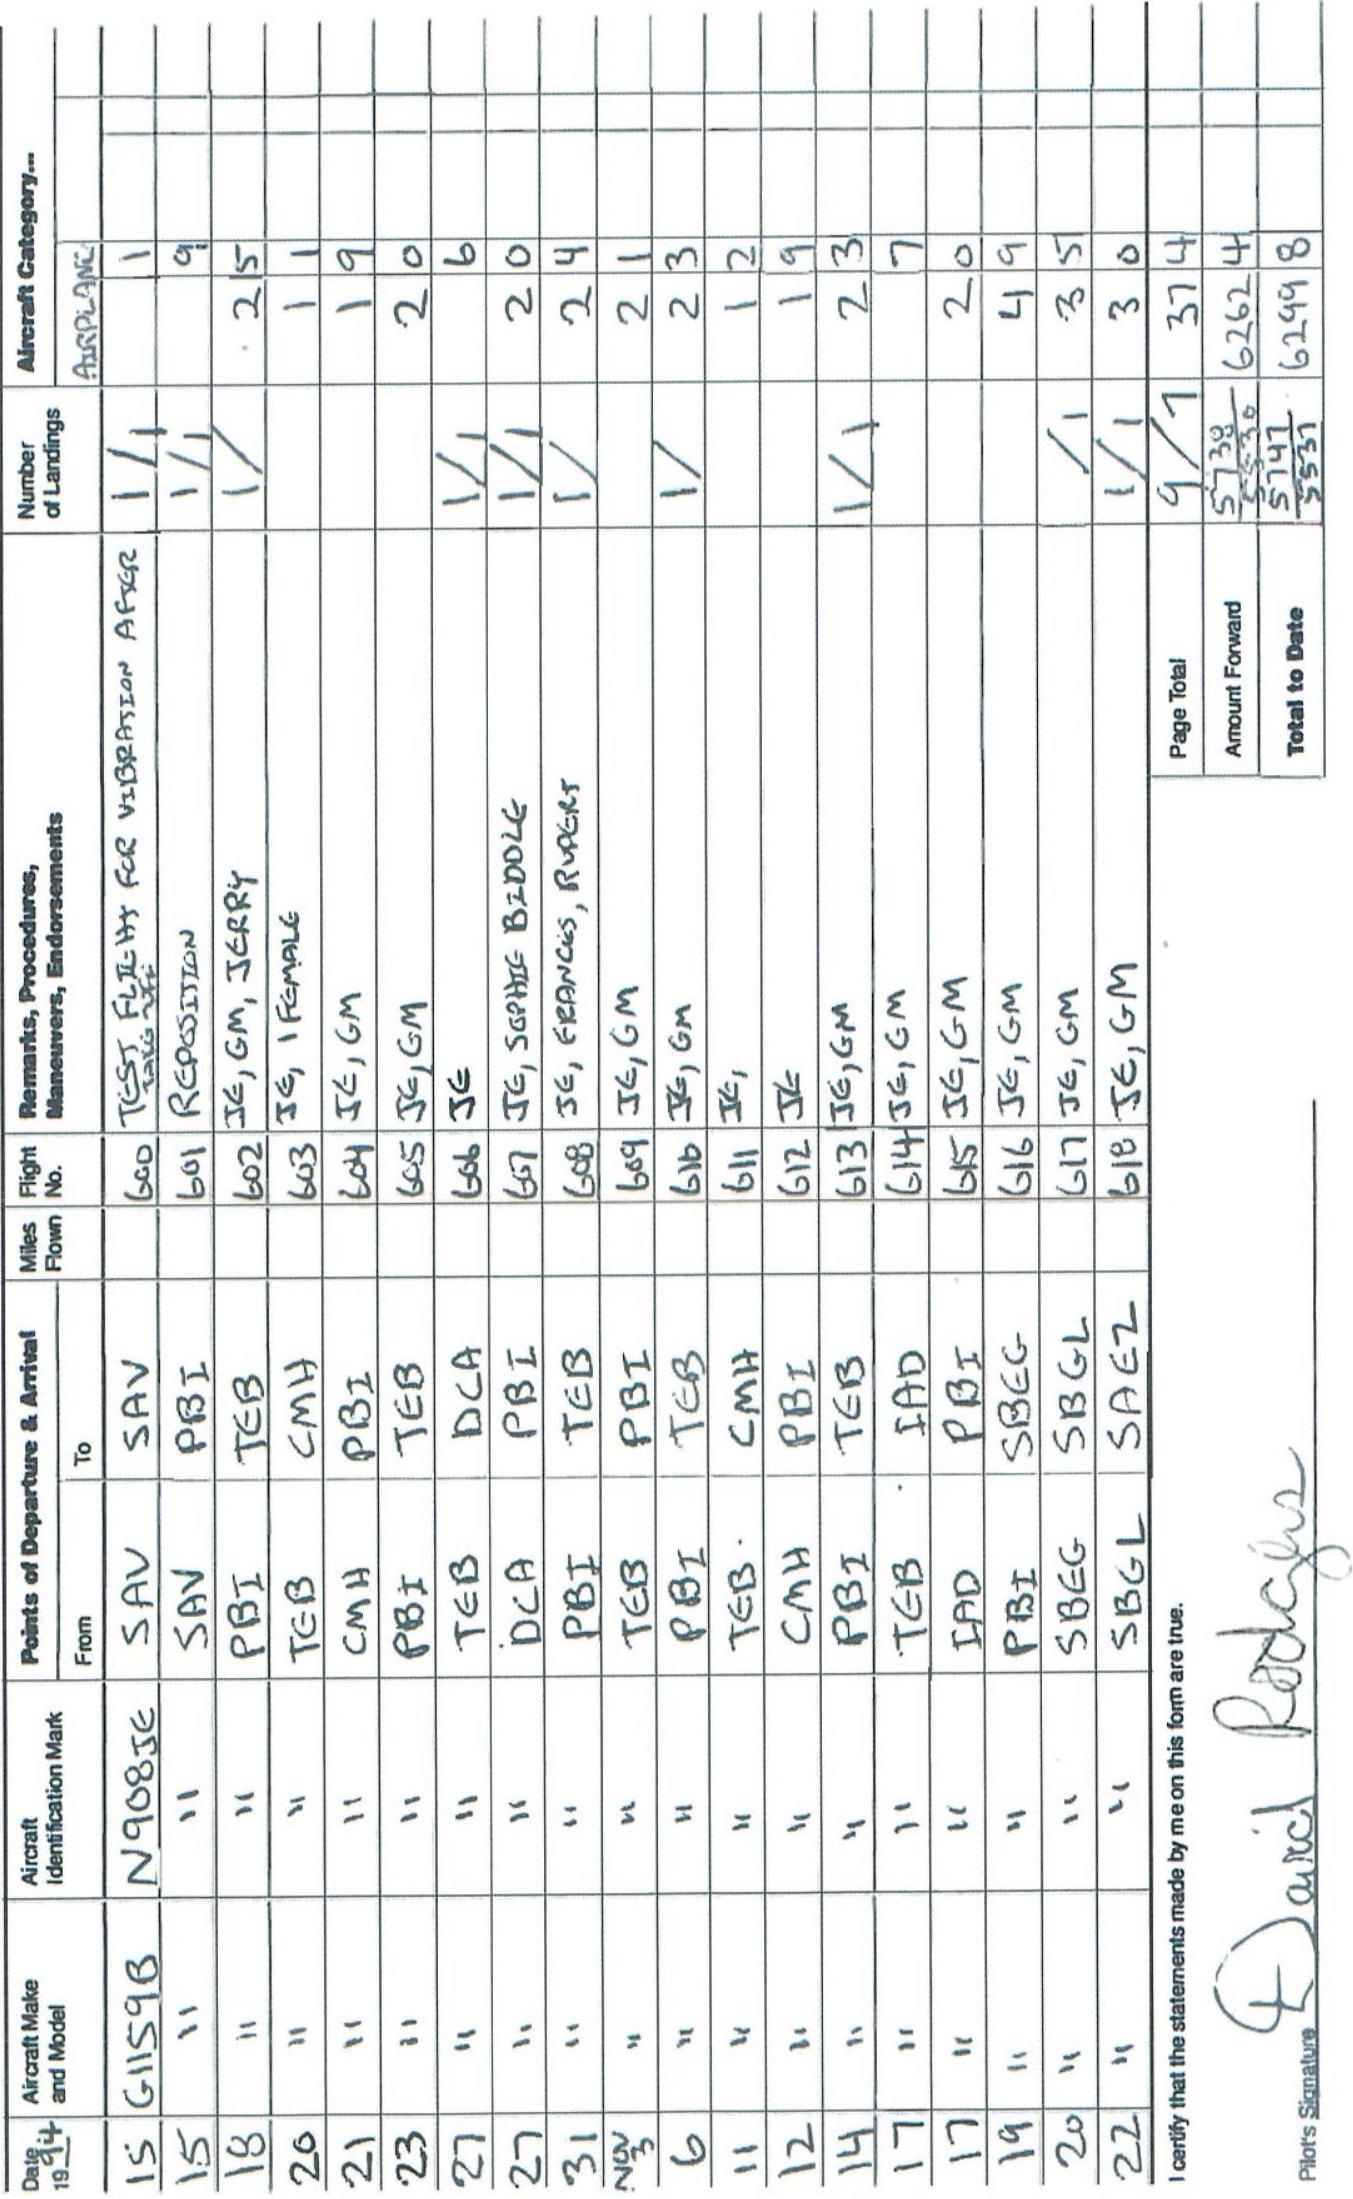 Date 1994 Aircraft Make and Model Aircraft Identification Mark Points of Departure & Arrival From To Miles Flown Flight No. Remarks, Procedures, Maneuvers, Endorsements Number of Landings Aircraft Category... AIRPLANE
15 G1159B N908JE SAV SAV 600 TEST FLIGHT FOR VIBRATION AFTER 1/1 1
15 " " SAV PBI 601 REPOSITION 1/1 9
18 " " PBI TEB 602 JE, GM, JERRY 1/ 2 5
20 " " TEB CMH 603 JE, 1 FEMALE 1 1
21 " " CMH PBI 604 JE, GM 1 9
23 " " PBI TEB 605 JE, GM 2 0
27 " " TEB DCA 606 JE 1/1 6
27 " " DCA PBI 607 JE, SOPHIE BIDDLE 1/1 2 0
31 " " PBI TEB 608 JE, FRANCIS, RUPERT 1/ 2 4
NOV 3 " " TEB PBI 609 JE, GM 2 1
6 " " PBI TEB 610 JE, GM 1/ 2 3
11 " " TEB CMH 611 JE, 1 2
12 " " CMH PBI 612 JE 1 9
14 " " PBI TEB 613 JE, GM 1/1 2 3
17 " " TEB IAD 614 JE, GM 7
17 " " IAD PBI 615 JE, GM 2 0
19 " " PBI SBEG 616 JE, GM 4 9
20 " " SBEG SBGL 617 JE, GM /1 3 5
22 " " SBGL SAEZ 618 JE, GM 1/1 3 0
I certify that the statements made by me on this form are true. Page Total 9/7 37 4
Amount Forward 5738 5530 6262 4
Pilot's Signature David Rodgers Total to Date 5747 5537 6299 8